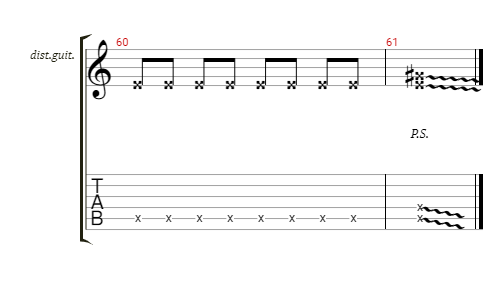 60 61
dist.guit.
P.S.
T
A x
B x x x x x x x x x